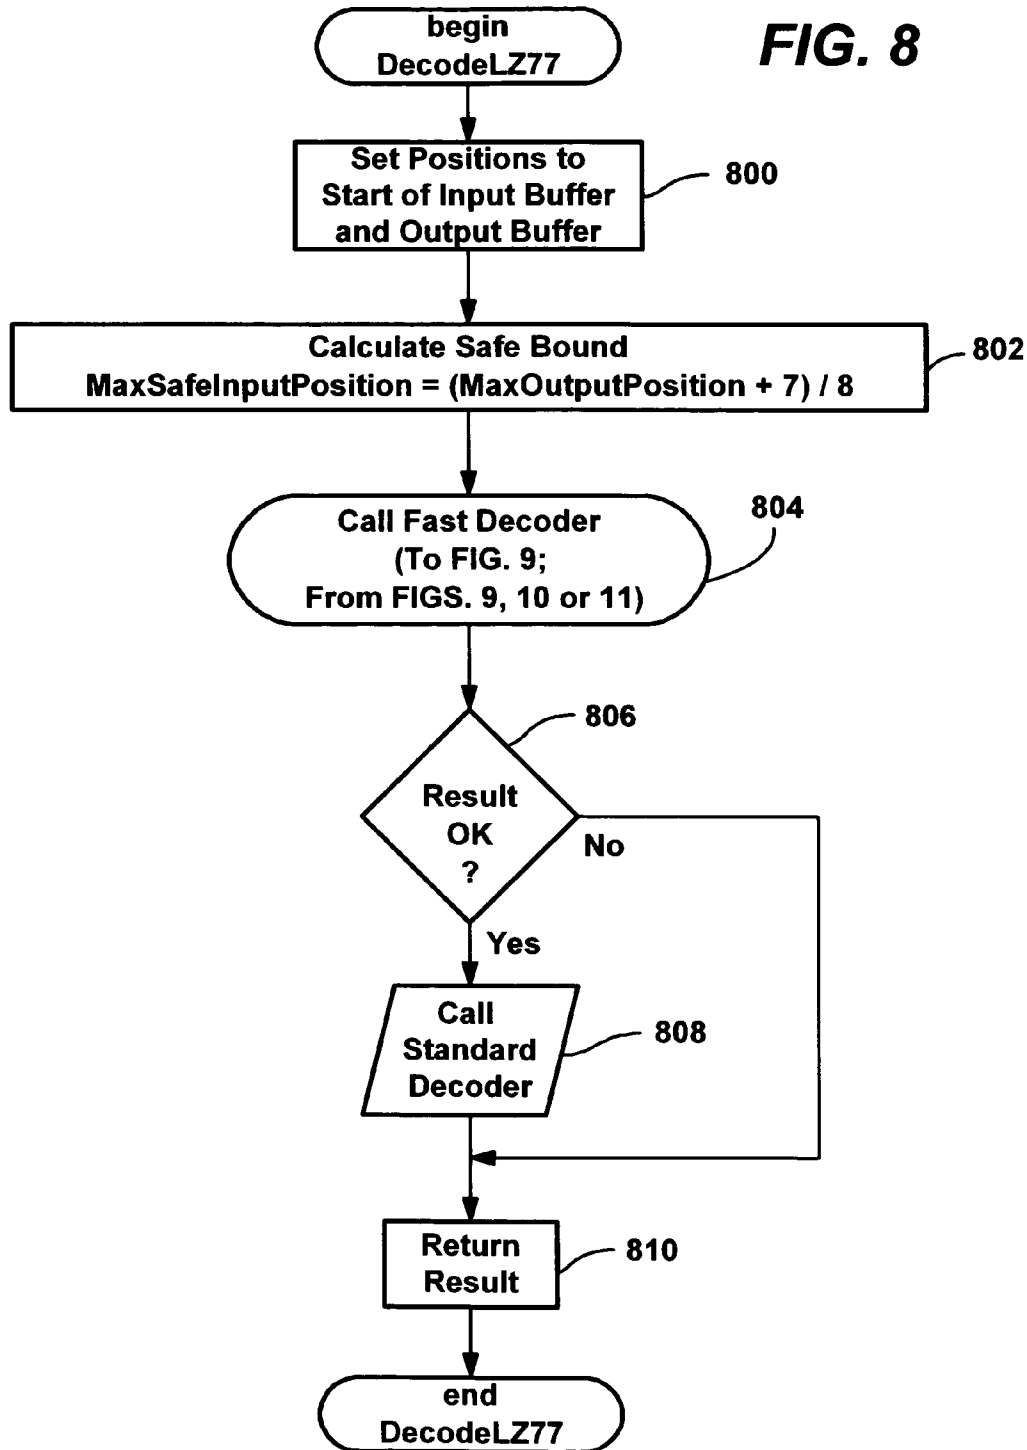 FIG. 8
begin
DecodeLZ77
Set Positions to
Start of Input Buffer
and Output Buffer
800
Calculate Safe Bound
MaxSafeInputPosition = (MaxOutputPosition + 7) / 8
802
Call Fast Decoder
(To FIG. 9;
From FIGS. 9, 10 or 11)
804
Result
OK
?
806
No
Yes
Call
Standard
Decoder
808
Return
Result
810
end
DecodeLZ77